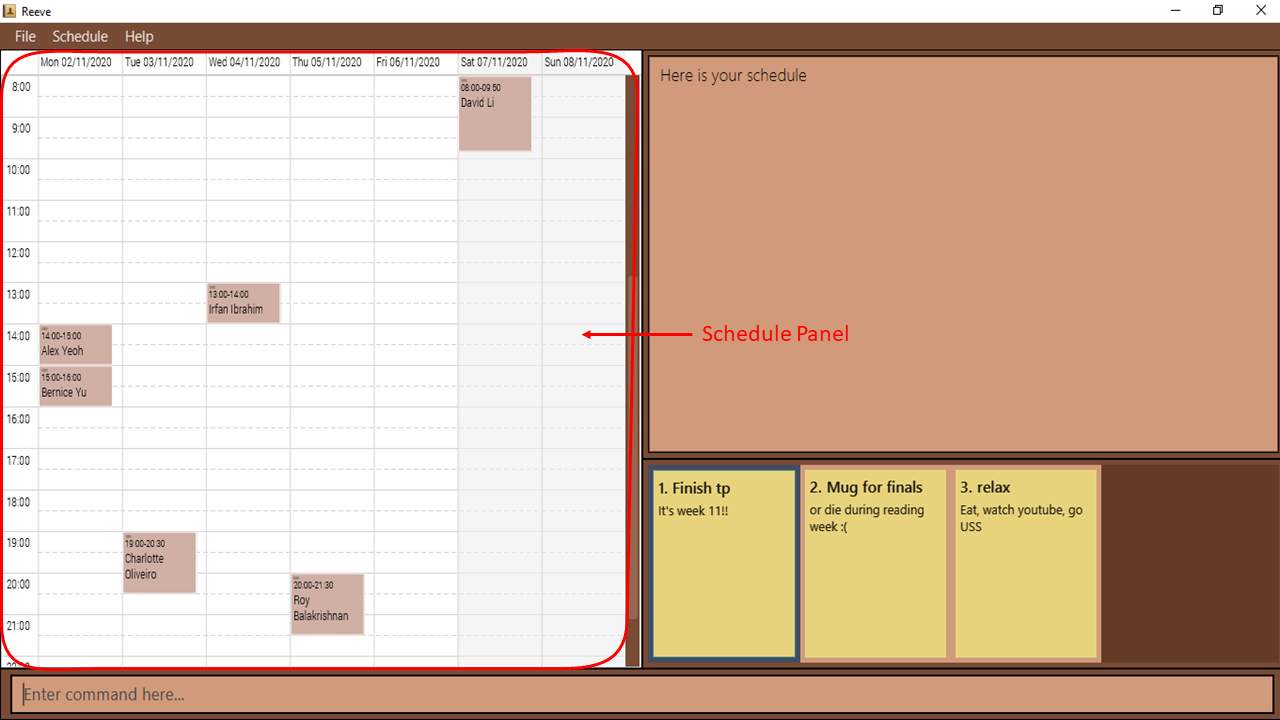 Reeve
File Schedule Help
Mon 02/11/2020 Tue 03/11/2020 Wed 04/11/2020 Thu 05/11/2020 Fri 06/11/2020 Sat 07/11/2020 Sun 08/11/2020
8:00
9:00
10:00
11:00
12:00
13:00
14:00
15:00
16:00
17:00
18:00
19:00
20:00
21:00
14:00-15:00
Alex Yeoh
15:00-16:00
Bernice Yu
19:00-20:30
Charlotte
Oliveiro
13:00-14:00
Irfan Ibrahim
20:00-21:30
Roy
Balakrishnan
08:00-09:50
David Li
Schedule Panel
Here is your schedule
1. Finish tp
It's week 11!!
2. Mug for finals
or die during reading
week :(
3. relax
Eat, watch youtube, go
USS
Enter command here...